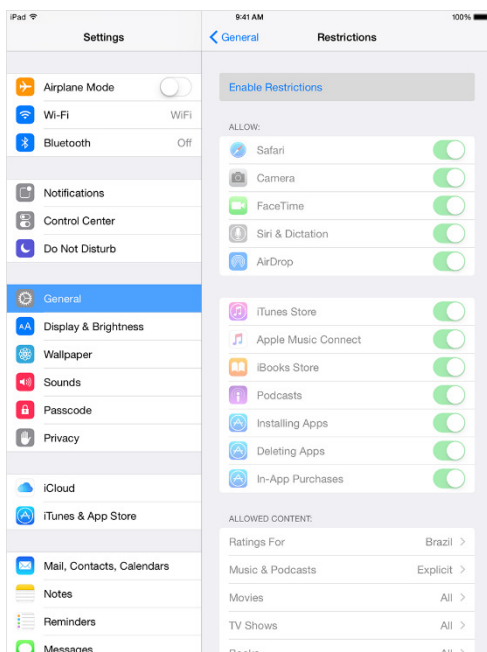 iPad
9:41 AM
100%
Settings
General
Restrictions
Airplane Mode
Wi-Fi
WiFi
Bluetooth
Off
Notifications
Control Center
Do Not Disturb
General
Display & Brightness
Wallpaper
Sounds
Passcode
Privacy
iCloud
iTunes & App Store
Mail, Contacts, Calendars
Notes
Reminders
Messages
Enable Restrictions
ALLOW:
Safari
Camera
FaceTime
Siri & Dictation
AirDrop
iTunes Store
Apple Music Connect
iBooks Store
Podcasts
Installing Apps
Deleting Apps
In-App Purchases
ALLOWED CONTENT:
Ratings For
Brazil
Music & Podcasts
Explicit
Movies
All
TV Shows
All
Books
All